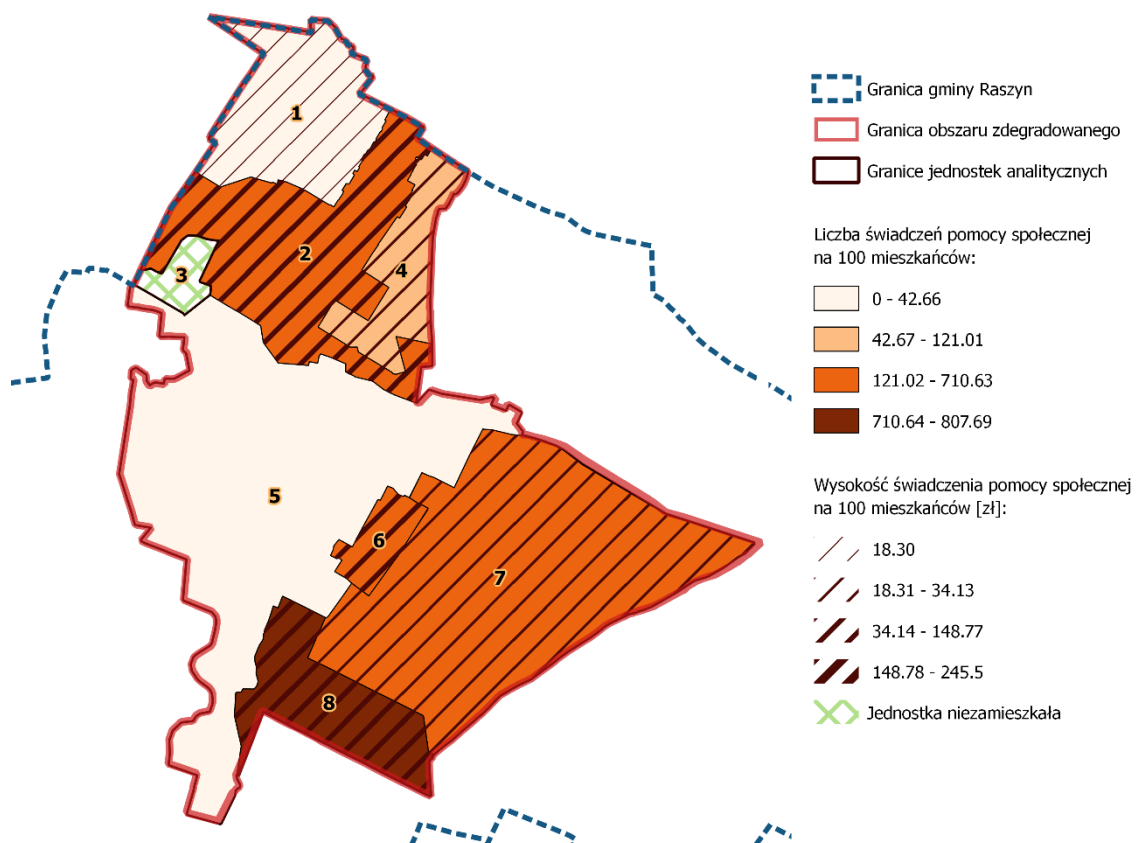 1
2
3
4
5
6
7
8
Granica gminy Raszyn
Granica obszaru zdegradowanego
Granice jednostek analitycznych
Liczba świadczeń pomocy społecznej
na 100 mieszkańców:
0 - 42.66
42.67 - 121.01
121.02 - 710.63
710.64 - 807.69
Wysokość świadczenia pomocy społecznej
na 100 mieszkańców [zł]:
18.30
18.31 - 34.13
34.14 - 148.77
148.78 - 245.5
Jednostka niezamieszkała